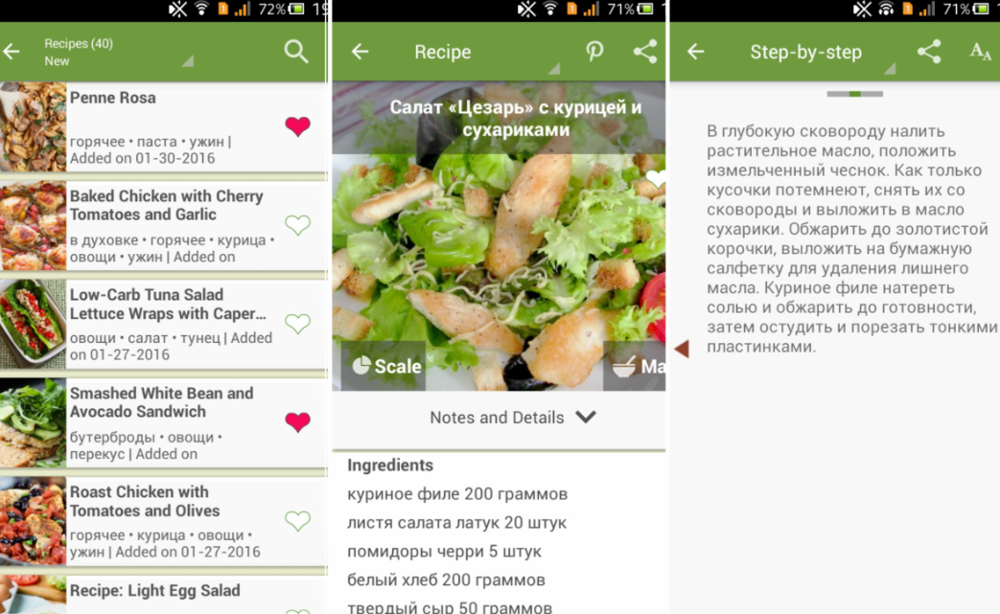 72%
Recipes (40)
New
Penne Rosa
горячее • паста • ужин |
Added on 01-30-2016
Baked Chicken with Cherry
Tomatoes and Garlic
в духовке • горячее • курица •
овощи • ужин | Added on
Low-Carb Tuna Salad
Lettuce Wraps with Caper...
овощи • салат • тунец | Added
on 01-27-2016
Smashed White Bean and
Avocado Sandwich
бутерброды • овощи •
перекус | Added on
Roast Chicken with
Tomatoes and Olives
горячее • курица • овощи •
ужин | Added on 01-27-2016
Recipe: Light Egg Salad
71%
Recipe
Салат «Цезарь» с курицей и
сухариками
Scale
Ma
Notes and Details
Ingredients
куриное филе 200 граммов
листя салата латук 20 штук
помидоры черри 5 штук
белый хлеб 200 граммов
твердый сыр 50 граммов
71%
Step-by-step
AA
В глубокую сковороду налить
растительное масло, положить
измельченный чеснок. Как только
кусочки потемнеют, снять их со
сковороды и выложить в масло
сухарики. Обжарить до золотистой
корочки, выложить на бумажную
салфетку для удаления лишнего
масла. Куриное филе натереть
солью и обжарить до готовности,
затем остудить и порезать тонкими
пластинками.